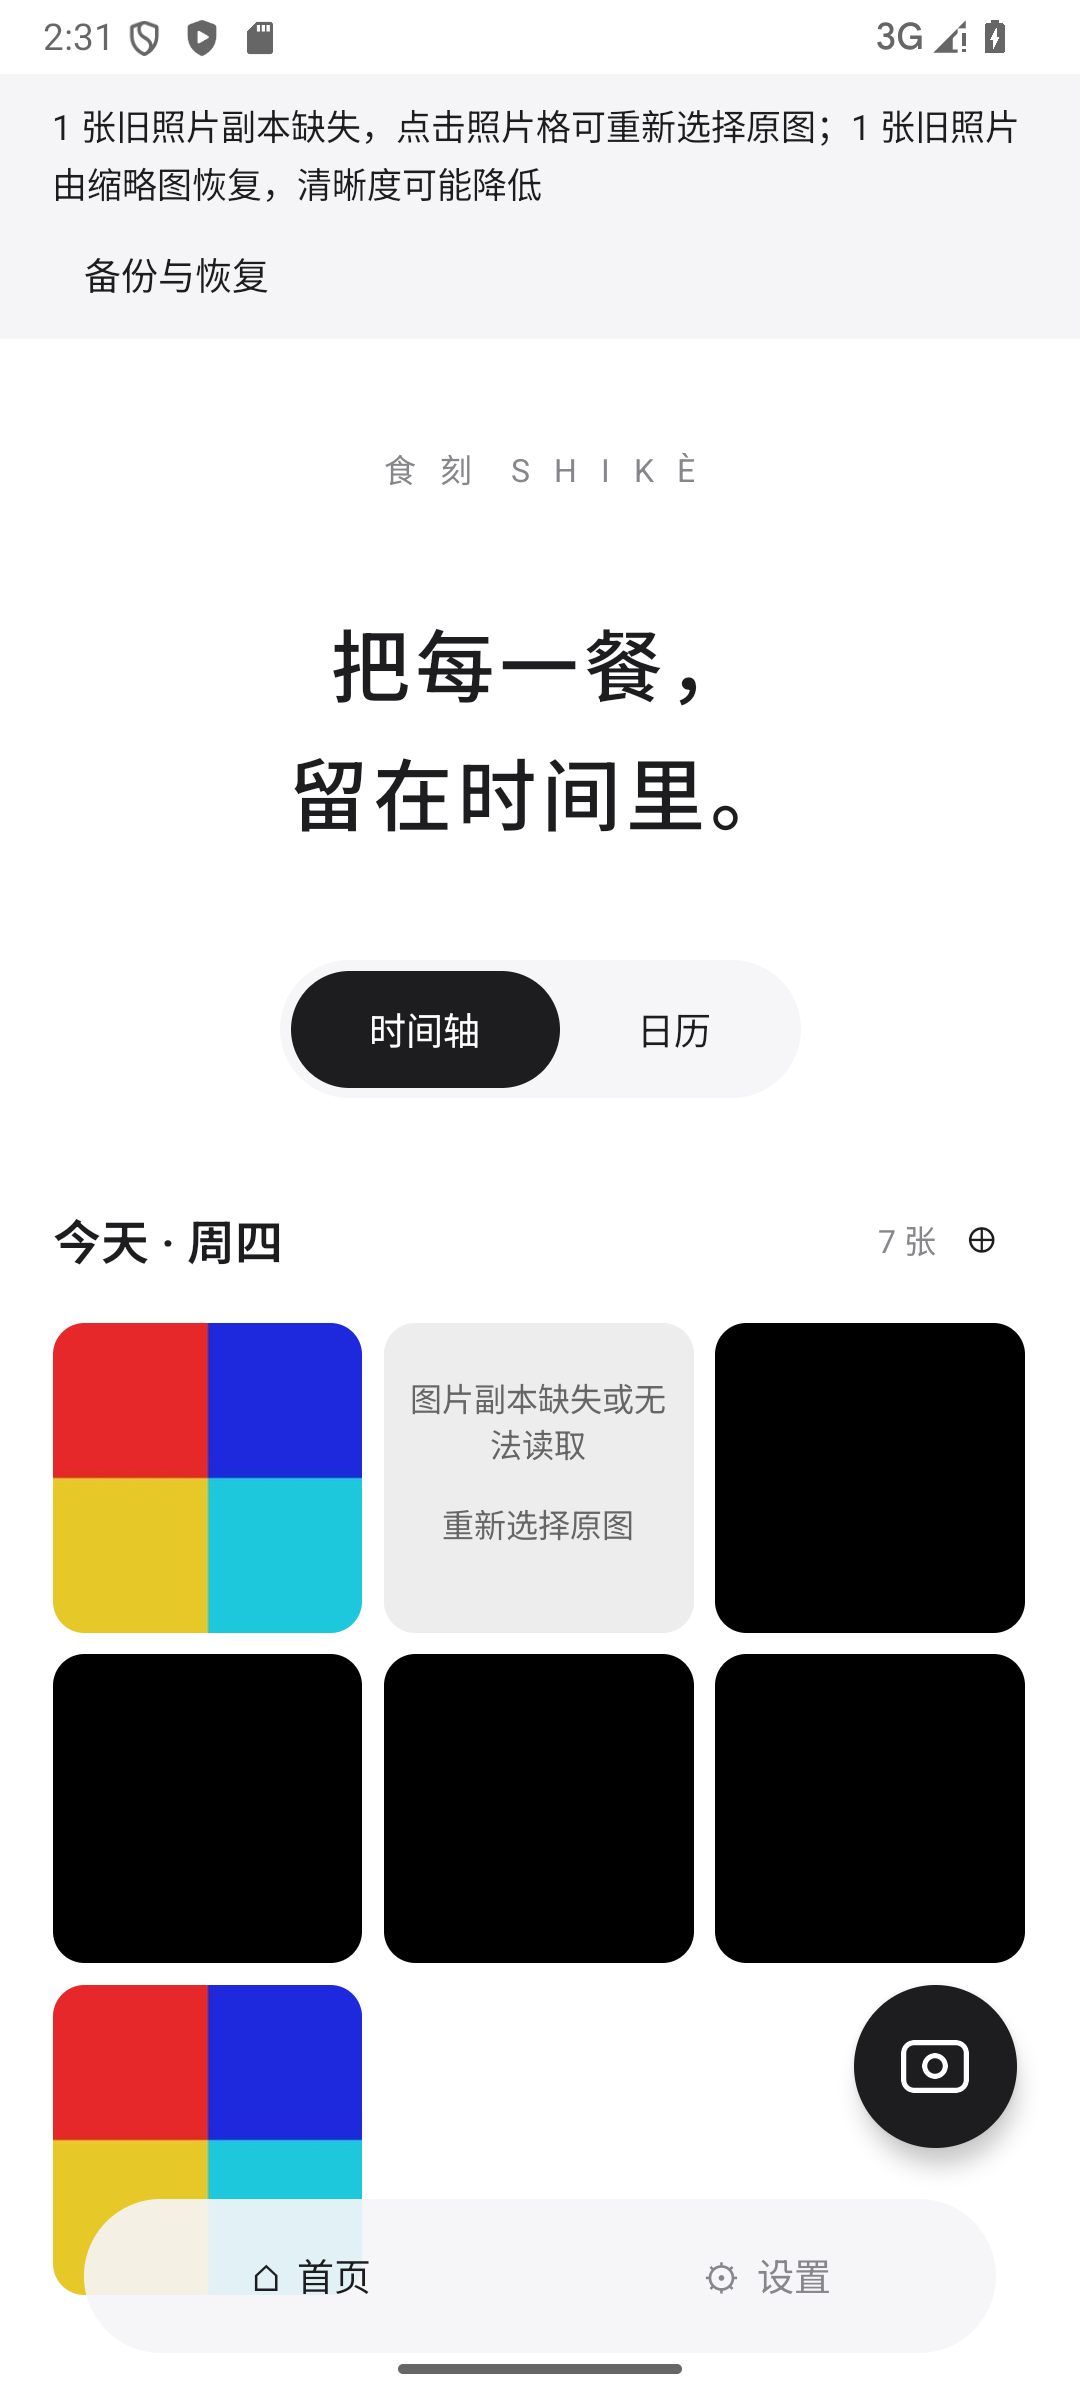 2:31
3G
1 张旧照片副本缺失，点击照片格可重新选择原图；1 张旧照片
由缩略图恢复，清晰度可能降低
备份与恢复
食刻 SHIKÈ
把每一餐，
留在时间里。
时间轴
日历
今天 · 周四
7 张
图片副本缺失或无
法读取
重新选择原图
首页
设置